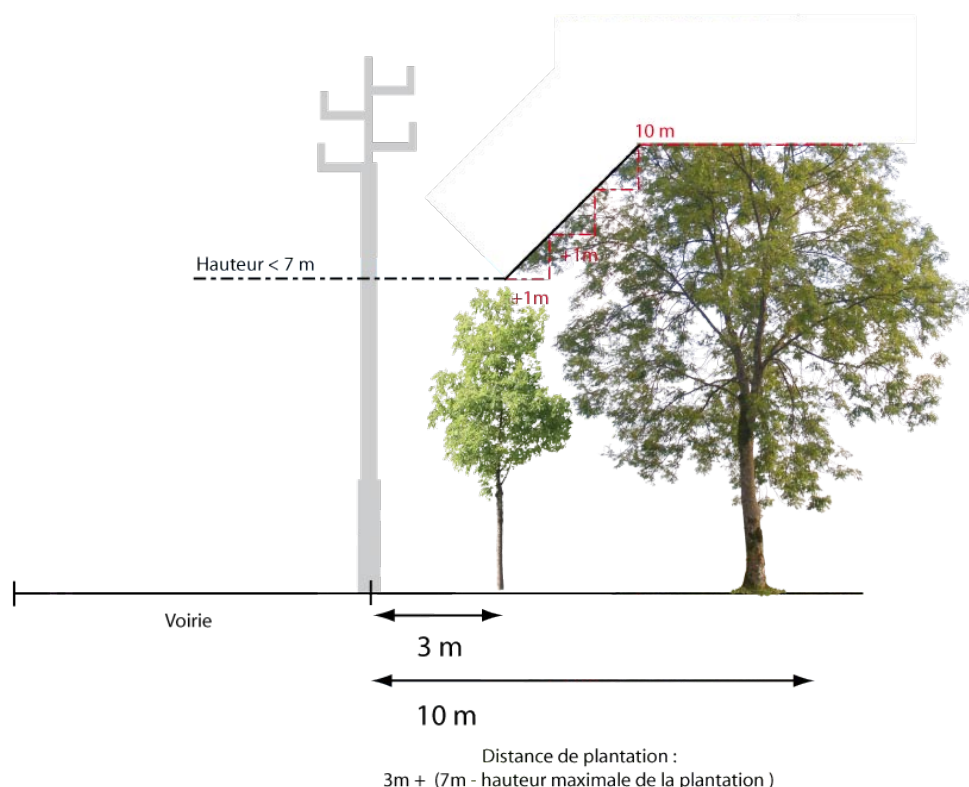 10 m
Hauteur < 7 m
+1m
+1m
Voirie
3 m
10 m
Distance de plantation :
3m + (7m - hauteur maximale de la plantation )